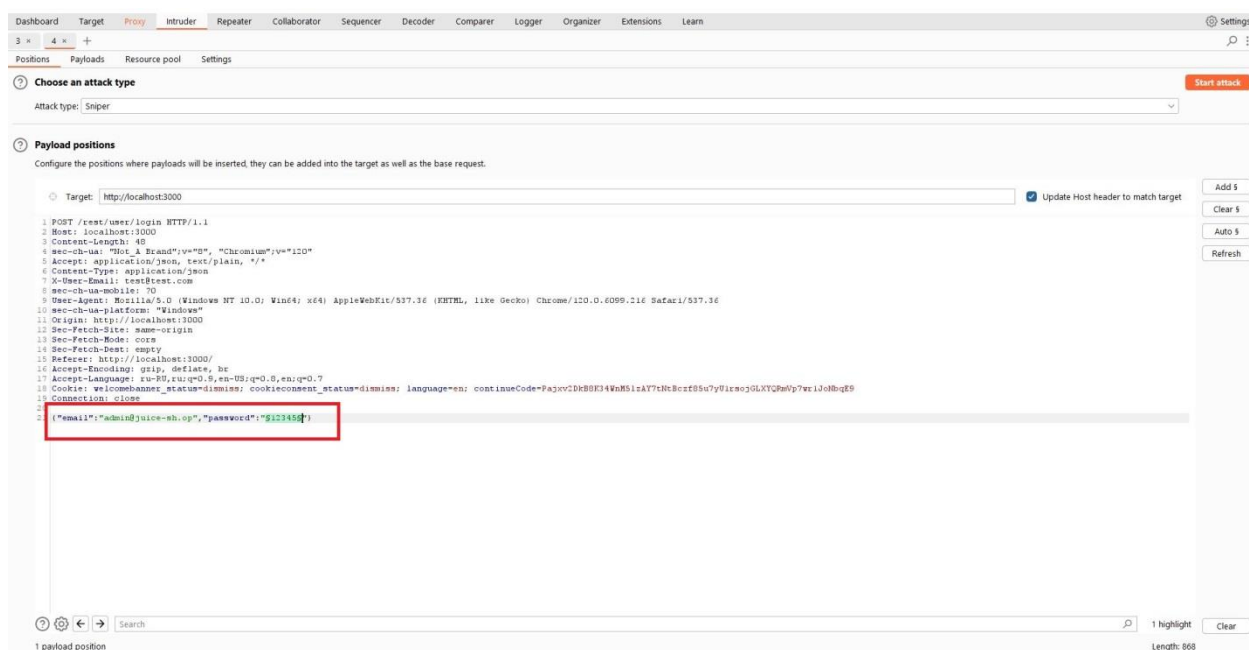 Dashboard Target Proxy Intruder Repeater Collaborator Sequencer Decoder Comparer Logger Organizer Extensions Learn Settings
3 × 4 × +
Positions Payloads Resource pool Settings
? Choose an attack type Start attack
Attack type: Sniper
? Payload positions
Configure the positions where payloads will be inserted, they can be added into the target as well as the base request.
Add §
Target: http://localhost:3000 Update Host header to match target
Clear §
Auto §
Refresh
1 POST /rest/user/login HTTP/1.1
2 Host: localhost:3000
3 Content-Length: 48
4 sec-ch-ua: "Not_A Brand";v="8", "Chromium";v="120"
5 Accept: application/json, text/plain, */*
6 Content-Type: application/json
7 X-User-Email: test@test.com
8 sec-ch-ua-mobile: ?0
9 User-Agent: Mozilla/5.0 (Windows NT 10.0; Win64; x64) AppleWebKit/537.36 (KHTML, like Gecko) Chrome/120.0.6099.216 Safari/537.36
10 sec-ch-ua-platform: "Windows"
11 Origin: http://localhost:3000
12 Sec-Fetch-Site: same-origin
13 Sec-Fetch-Mode: cors
14 Sec-Fetch-Dest: empty
15 Referer: http://localhost:3000/
16 Accept-Encoding: gzip, deflate, br
17 Accept-Language: ru-RU,ru;q=0.9,en-US;q=0.8,en;q=0.7
18 Cookie: welcomebanner_status=dismiss; cookieconsent_status=dismiss; language=en;
19 Connection: close
20
21 {"email":"admin@juice-sh.op","password":"§12345§"}
? Search 1 highlight Clear
1 payload position Length: 868